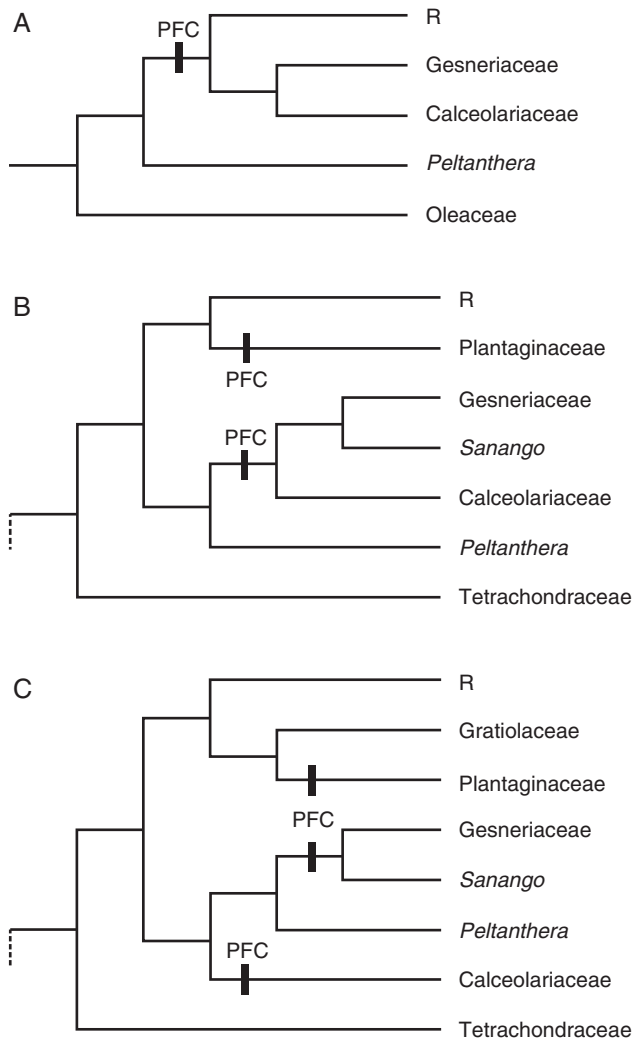 A
PFC
R
Gesneriaceae
Calceolariaceae
Peltanthera
Oleaceae
B
R
Plantaginaceae
PFC
Gesneriaceae
PFC
Sanango
Calceolariaceae
Peltanthera
Tetrachondraceae
C
R
Gratiolaceae
Plantaginaceae
PFC
Gesneriaceae
Sanango
Peltanthera
PFC
Calceolariaceae
Tetrachondraceae